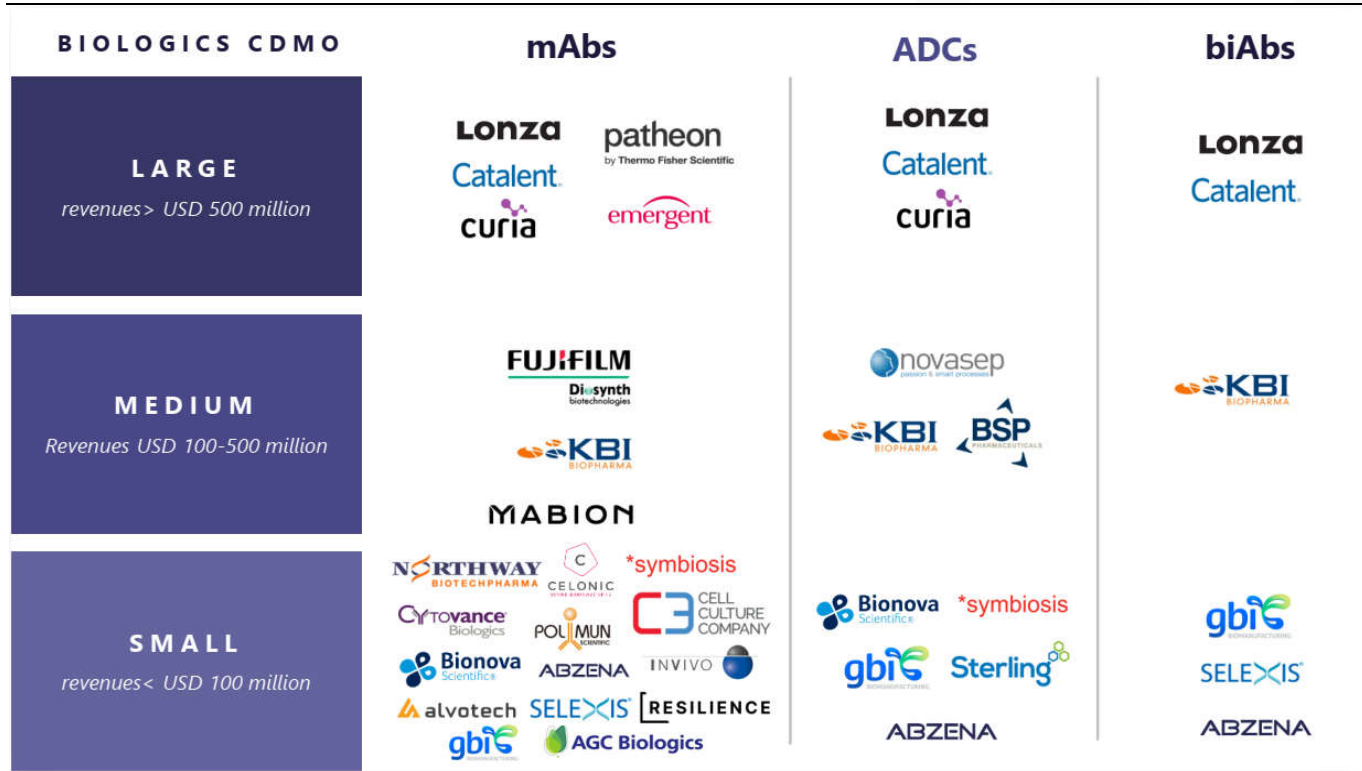 BIOLOGICS CDMO
mAbs
ADCs
biAbs
LARGE
revenues> USD 500 million
Lonza
patheon
by Thermo Fisher Scientific
Catalent®
curia
emergent
Lonza
Catalent®
curia
Lonza
Catalent®
MEDIUM
Revenues USD 100-500 million
FUJIFILM
Diosynth
biotechnologies
KBI
BIOPHARMA
MABION
novasep
passion & smart processes
KBI
BIOPHARMA
BSP
PHARMACEUTICALS
KBI
BIOPHARMA
SMALL
revenues< USD 100 million
NORTHWAY
BIOTECHPHARMA
C
CELONIC
*symbiosis
CYTOVANCE®
Biologics
POLYMUN
SCIENTIFIC
C3 CELL
CULTURE
COMPANY
Bionova
Scientific®
ABZENA
INVIVO
alvotech
SELEXIS®
RESILIENCE
gbi
BIOMANUFACTURING
AGC Biologics
Bionova
Scientific®
*symbiosis
gbi
BIOMANUFACTURING
Sterling
ABZENA
gbi
BIOMANUFACTURING
SELEXIS®
ABZENA